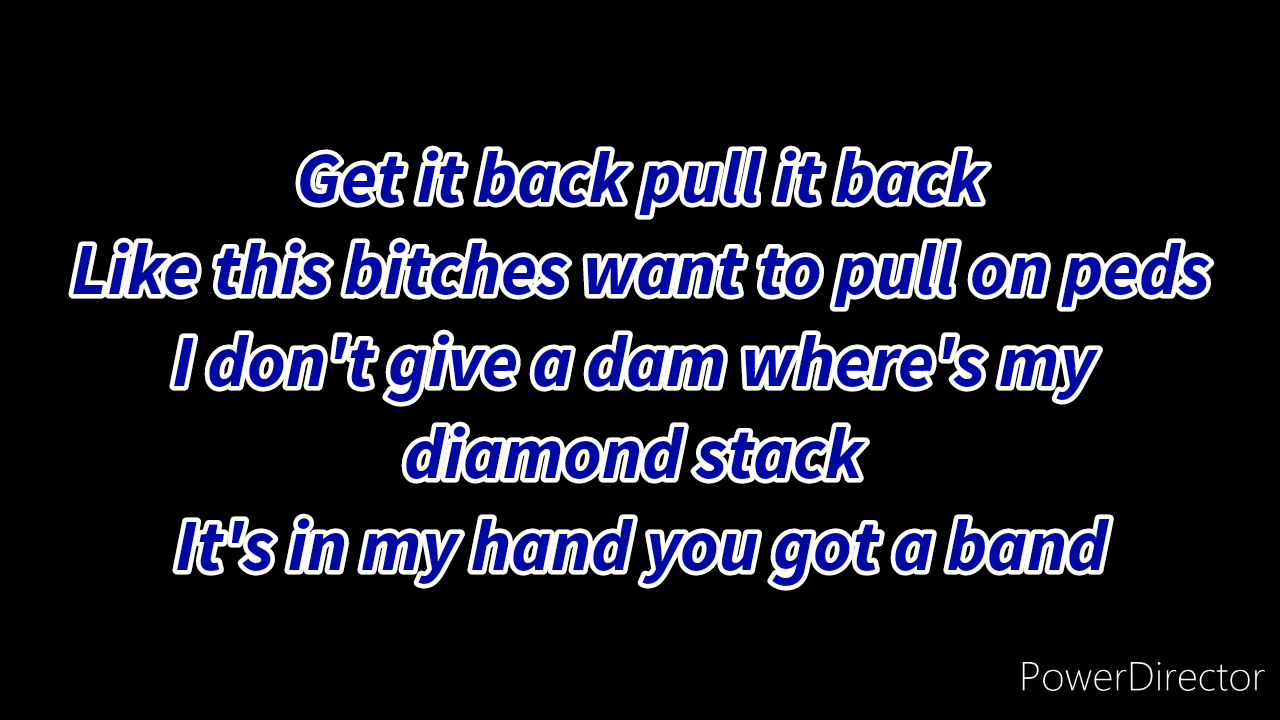 Get it back pull it back
Like this bitches want to pull on peds
I don't give a dam where's my
diamond stack
It's in my hand you got a band
PowerDirector